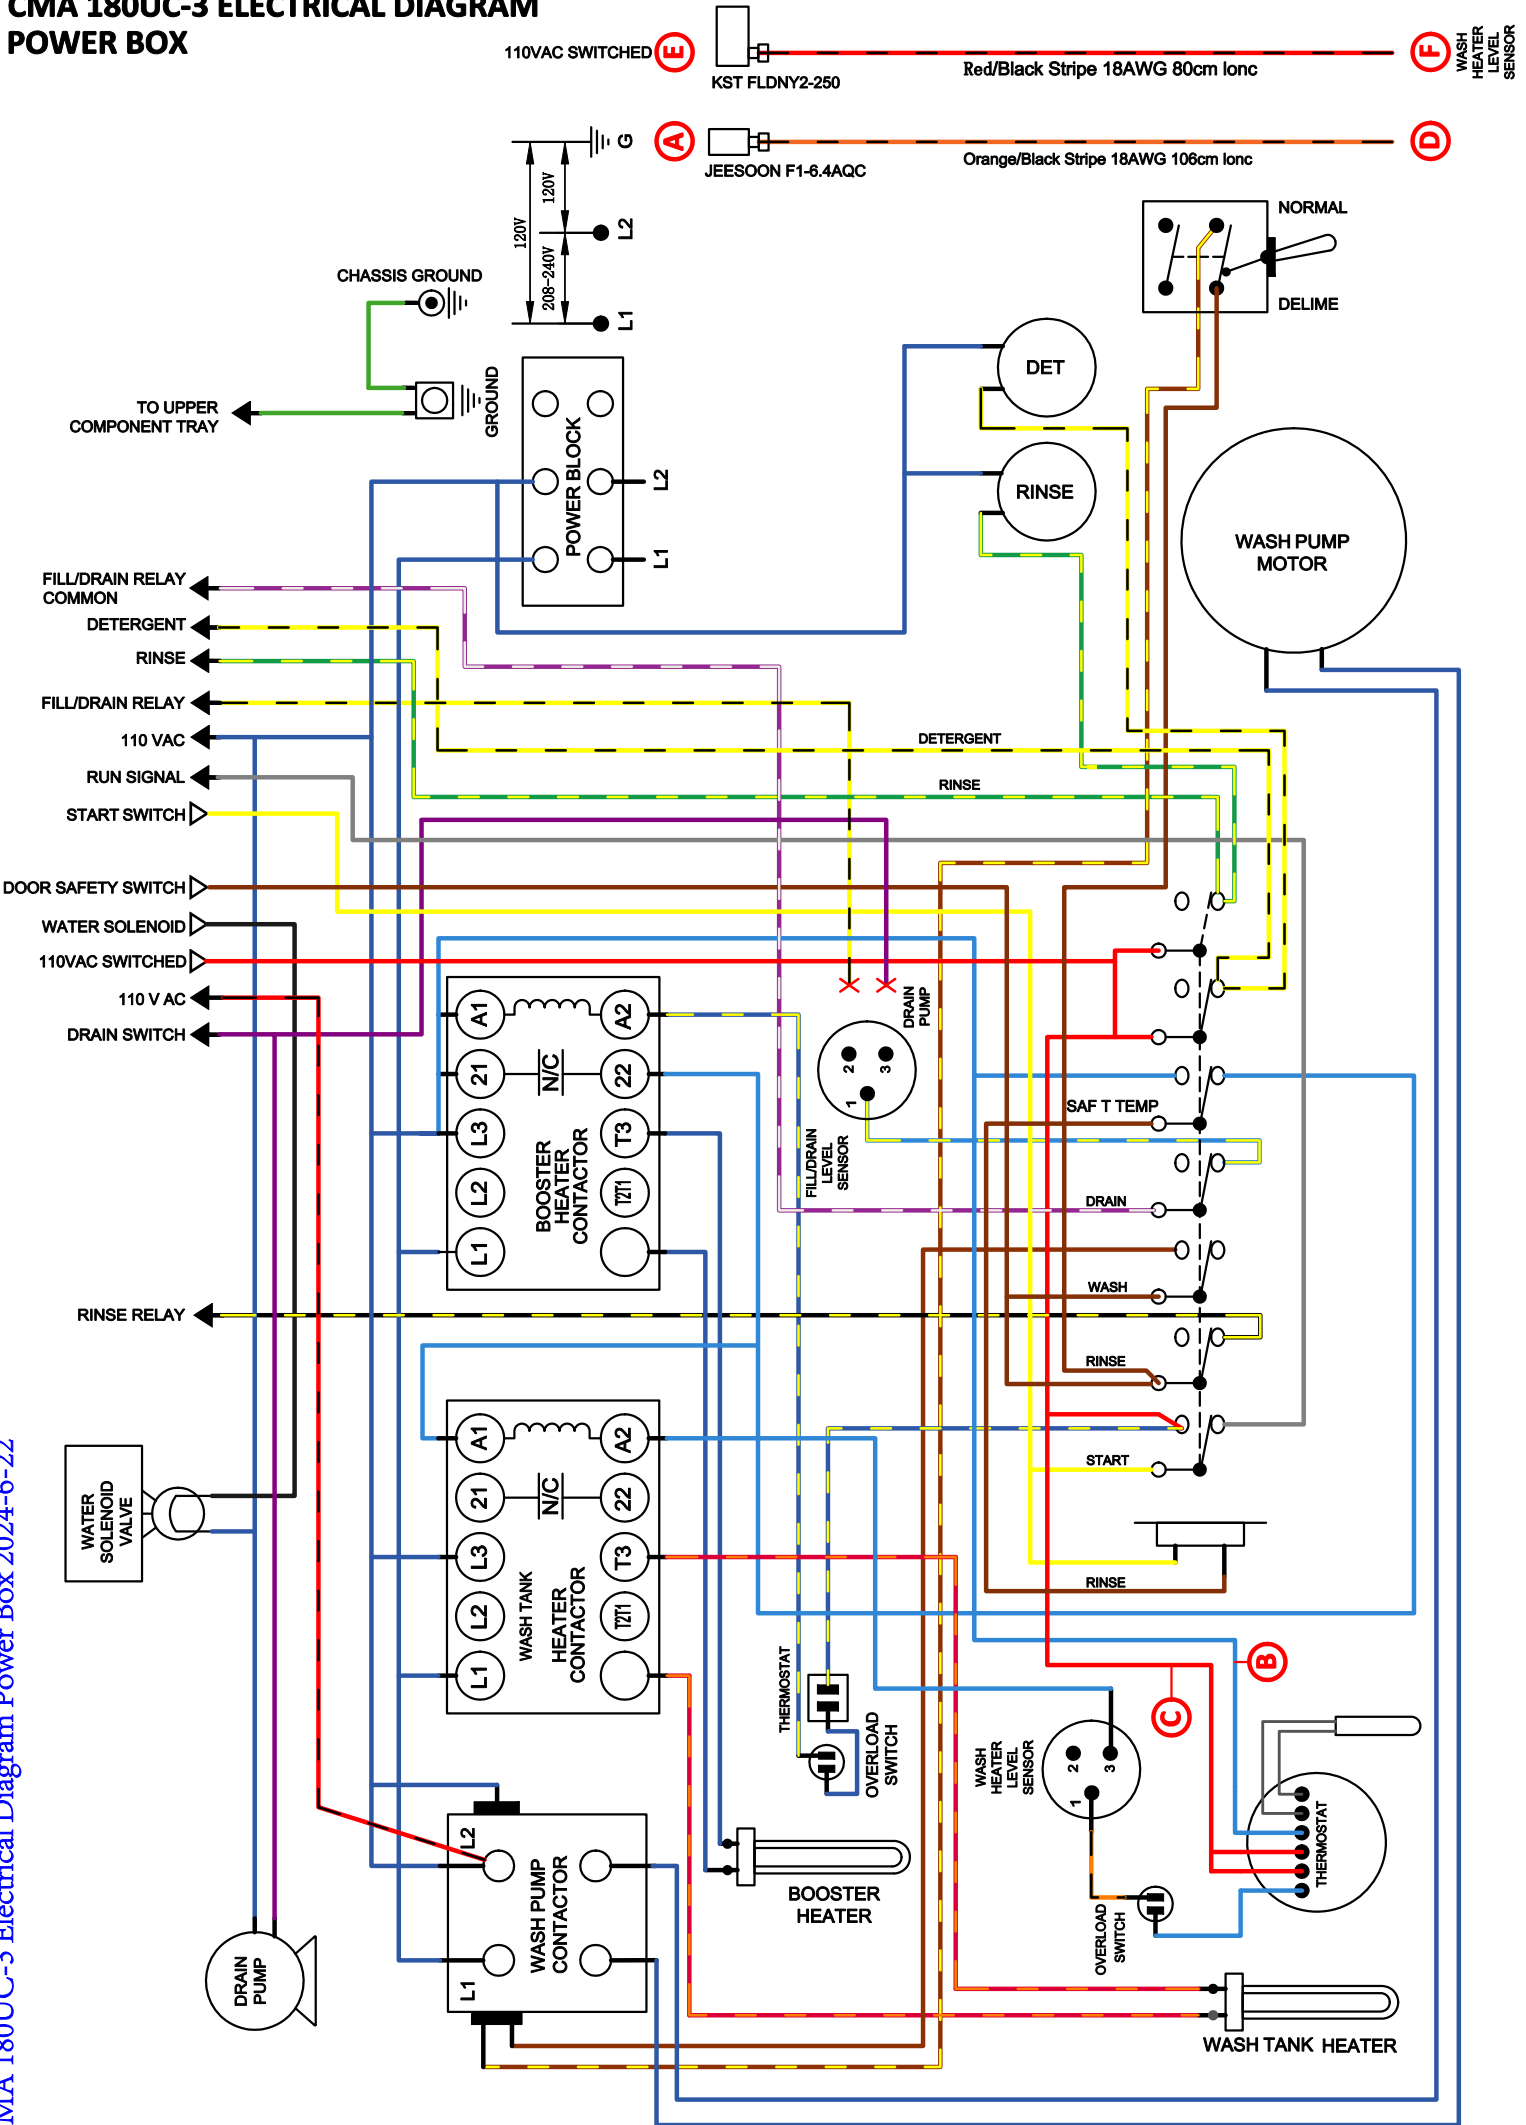 CMA 180UC-3 ELECTRICAL DIAGRAM
POWER BOX
110VAC SWITCHED
E
KST FLDNY2-250
Red/Black Stripe 18AWG 80cm lonc
F
WASH
HEATER
LEVEL
SENSOR
A
JEESOON F1-6.4AQC
Orange/Black Stripe 18AWG 106cm lonc
D
G
120V
120V
L2
208-240V
L1
NORMAL
DELIME
CHASSIS GROUND
GROUND
TO UPPER
COMPONENT TRAY
POWER BLOCK
L2
L1
DET
RINSE
WASH PUMP
MOTOR
FILL/DRAIN RELAY
COMMON
DETERGENT
RINSE
FILL/DRAIN RELAY
110 VAC
RUN SIGNAL
START SWITCH
DOOR SAFETY SWITCH
WATER SOLENOID
110VAC SWITCHED
110 V AC
DRAIN SWITCH
RINSE RELAY
DETERGENT
RINSE
A1
A2
21
N/C
22
L3
T3
L2
T2T1
L1
BOOSTER
HEATER
CONTACTOR
DRAIN
PUMP
2
3
1
FILL/DRAIN
LEVEL
SENSOR
SAF T TEMP
DRAIN
WASH
RINSE
START
RINSE
A1
A2
21
N/C
22
L3
T3
L2
T2T1
L1
WASH TANK
HEATER
CONTACTOR
WATER
SOLENOID
VALVE
THERMOSTAT
OVERLOAD
SWITCH
B
C
WASH
HEATER
LEVEL
SENSOR
2
3
1
THERMOSTAT
L2
L1
WASH PUMP
CONTACTOR
BOOSTER
HEATER
OVERLOAD
SWITCH
DRAIN
PUMP
WASH TANK HEATER
MA 180UC-3 Electrical Diagram Power Box 2024-6-22